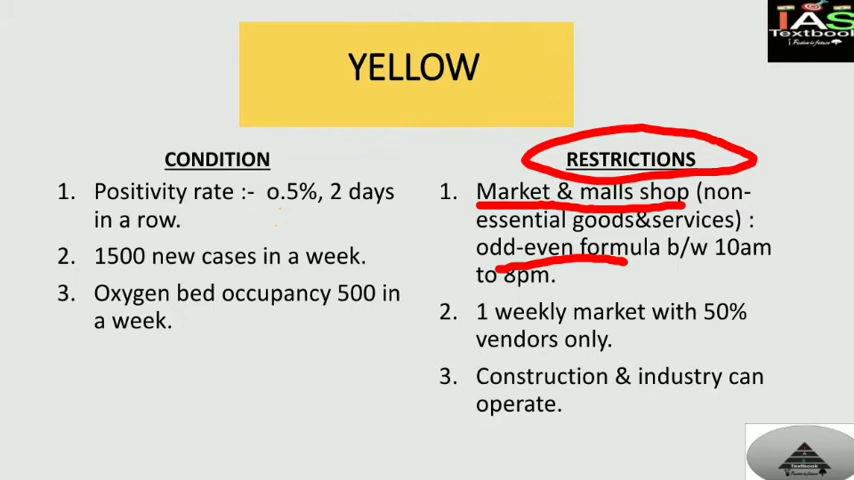 IAS
Textbook
YELLOW
CONDITION
1. Positivity rate :- o.5%, 2 days
in a row.
2. 1500 new cases in a week.
3. Oxygen bed occupancy 500 in
a week.
RESTRICTIONS
1. Market & malls shop (non-
essential goods&services) :
odd-even formula b/w 10am
to 8pm.
2. 1 weekly market with 50%
vendors only.
3. Construction & industry can
operate.
Textbook